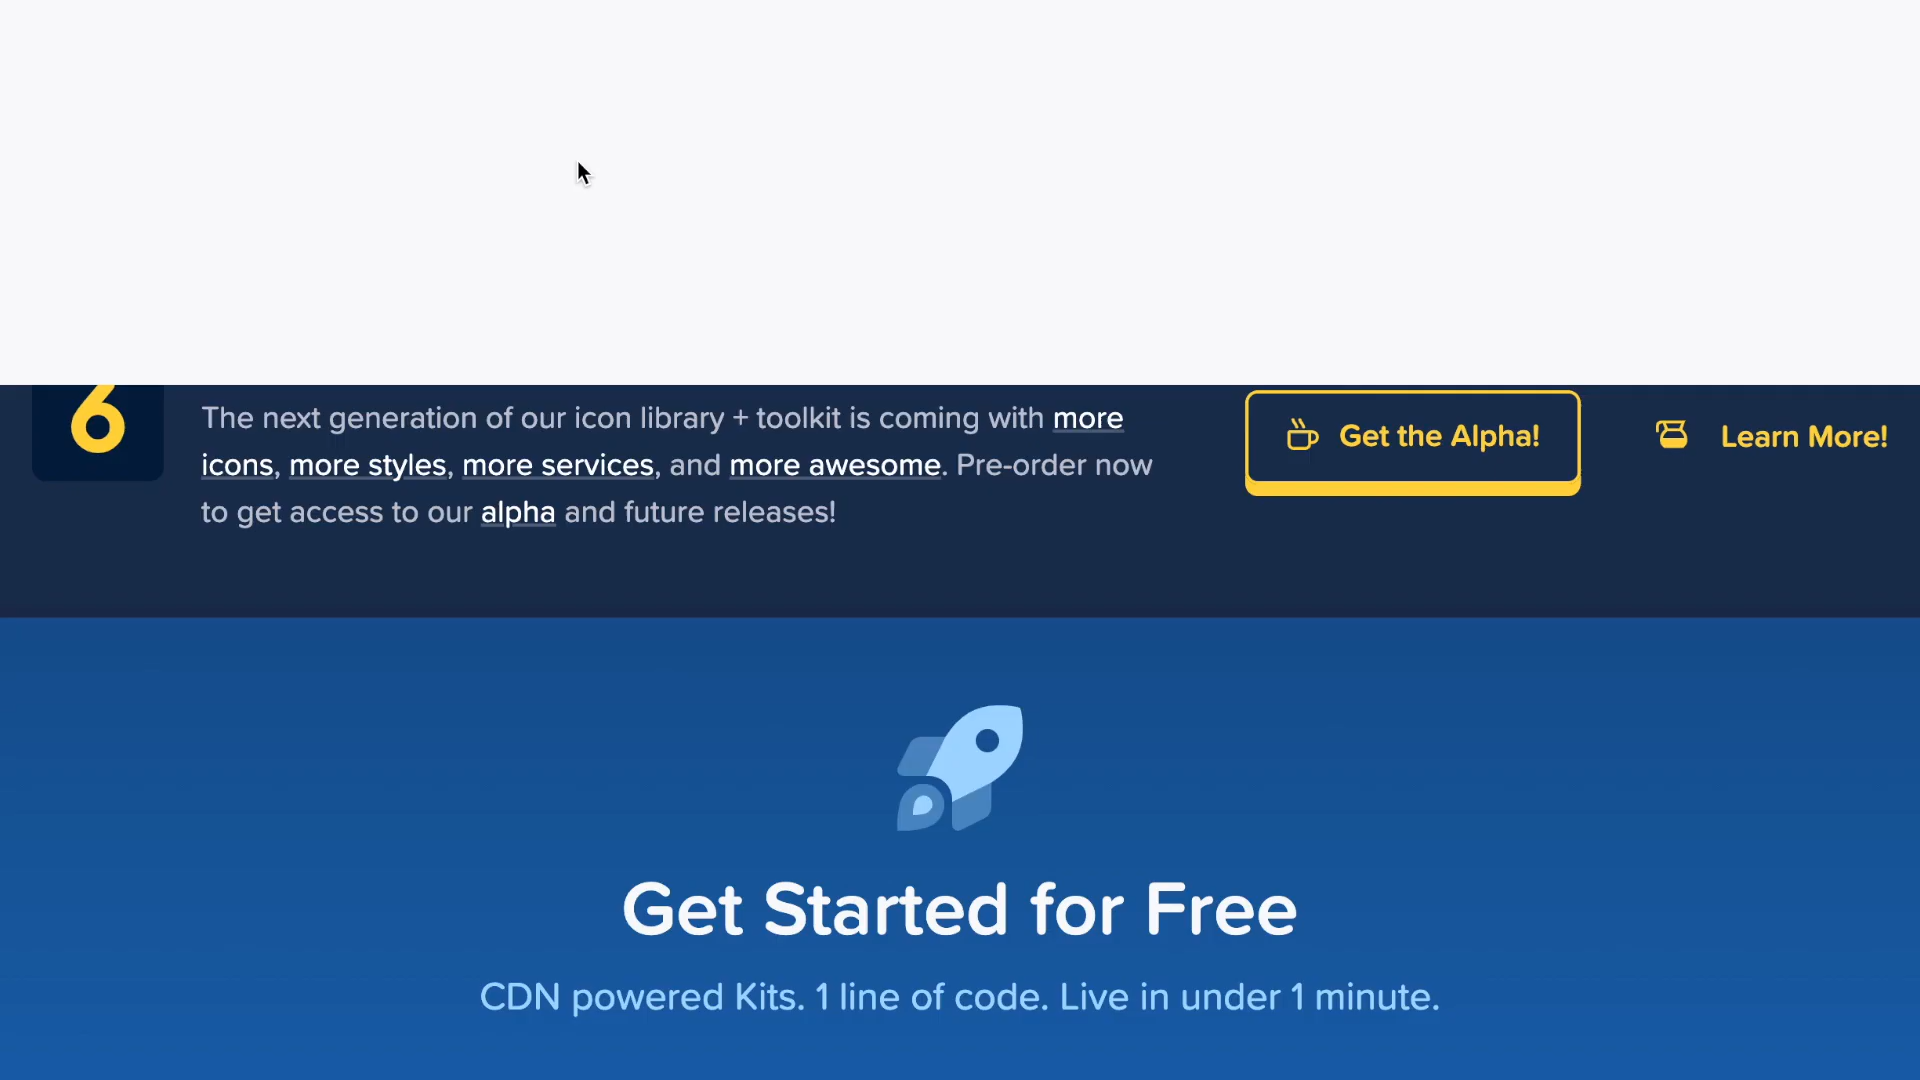 6
The next generation of our icon library + toolkit is coming with more
icons, more styles, more services, and more awesome. Pre-order now
to get access to our alpha and future releases!
Get the Alpha!
Learn More!
Get Started for Free
CDN powered Kits. 1 line of code. Live in under 1 minute.